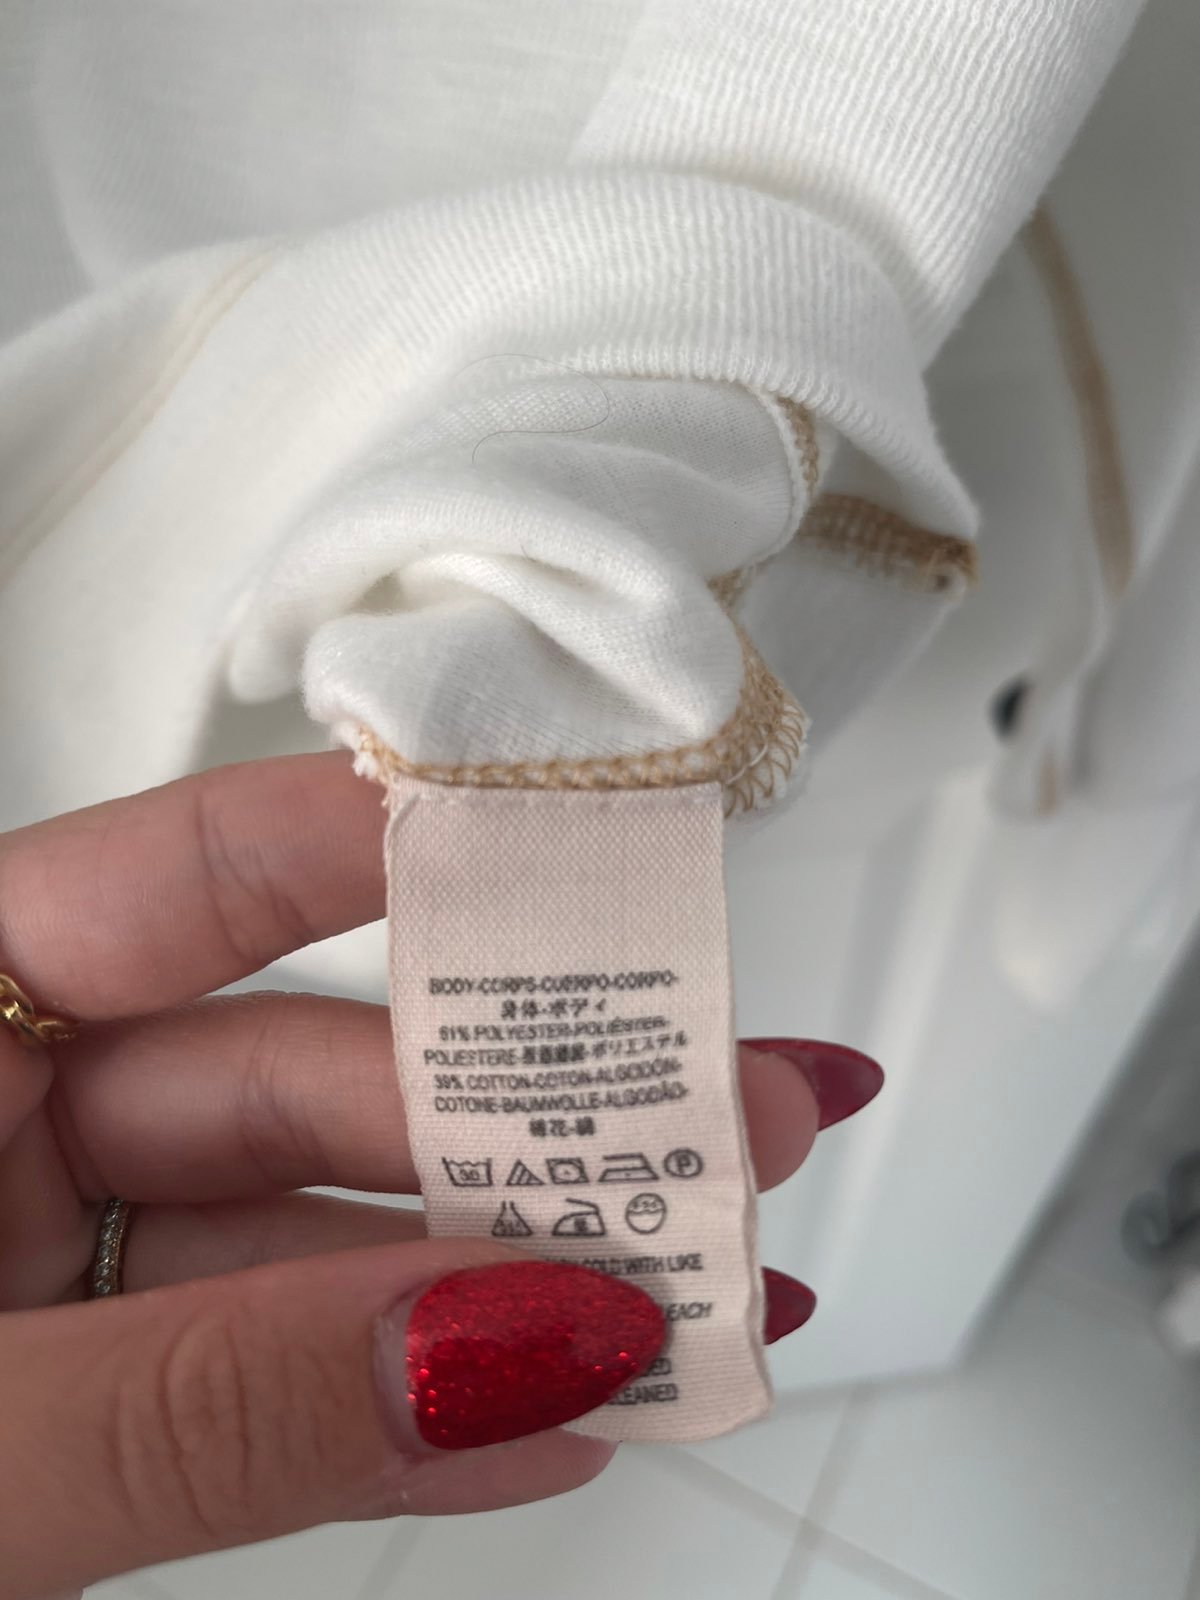 BODY-CORPS-CUERPO-CORPO-
身体-ボディ
61% POLYESTER-POLIÉSTER-
POLIESTERE-聚酯纖維-ポリエステル
39% COTTON-COTON-ALGODÓN-
COTONE-BAUMWOLLE-ALGODÃO-
棉花-綿
30
P
COLD WITH LIKE